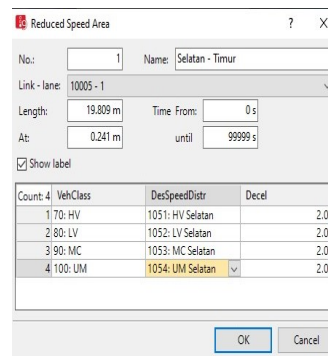 Reduced Speed Area ? X
No.: 1 Name: Selatan - Timur
Link - lane: 10005 - 1
Length: 19.809 m Time From: 0 s
At: 0.241 m until 99999 s
Show label
Count: 4 VehClass DesSpeedDistr Decel
1 70: HV 1051: HV Selatan 2.0
2 80: LV 1052: LV Selatan 2.0
3 90: MC 1053: MC Selatan 2.0
4 100: UM 1054: UM Selatan 2.0
OK Cancel